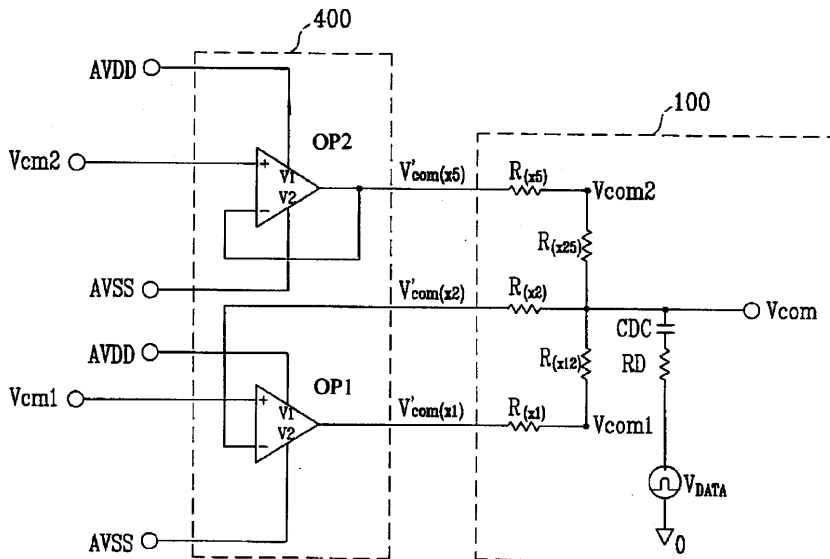 400
AVDD
100
OP2
Vcm2
+
V1
V2
−
V'com(x5)
R(x5)
Vcom2
R(x25)
AVSS
V'com(x2)
R(x2)
Vcom
CDC
AVDD
R(x12)
RD
OP1
Vcm1
+
V1
V2
−
V'com(x1)
R(x1)
Vcom1
VDATA
AVSS
0